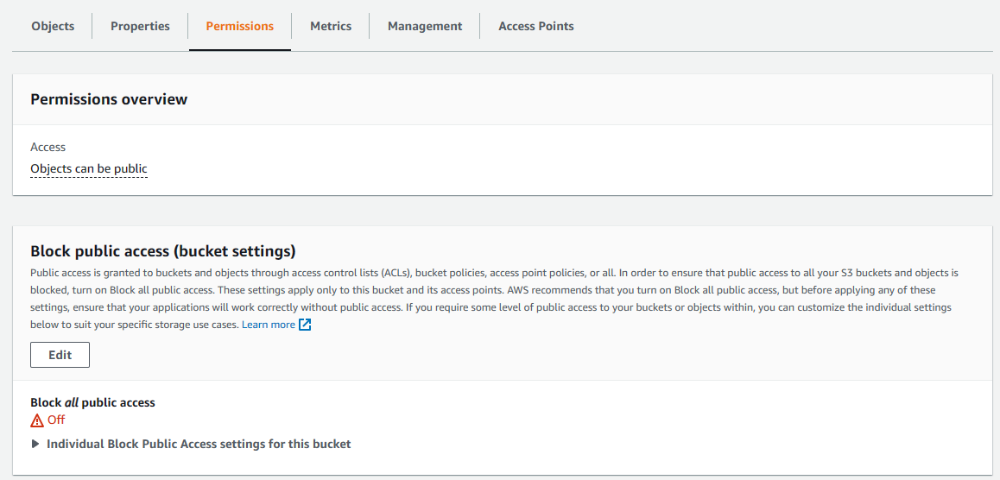 Objects
Properties
Permissions
Metrics
Management
Access Points
Permissions overview
Access
Objects can be public
Block public access (bucket settings)
Public access is granted to buckets and objects through access control lists (ACLs), bucket policies, access point policies, or all. In order to ensure that public access to all your S3 buckets and objects is
blocked, turn on Block all public access. These settings apply only to this bucket and its access points. AWS recommends that you turn on Block all public access, but before applying any of these
settings, ensure that your applications will work correctly without public access. If you require some level of public access to your buckets or objects within, you can customize the individual settings
below to suit your specific storage use cases. Learn more
Edit
Block all public access
Off
Individual Block Public Access settings for this bucket